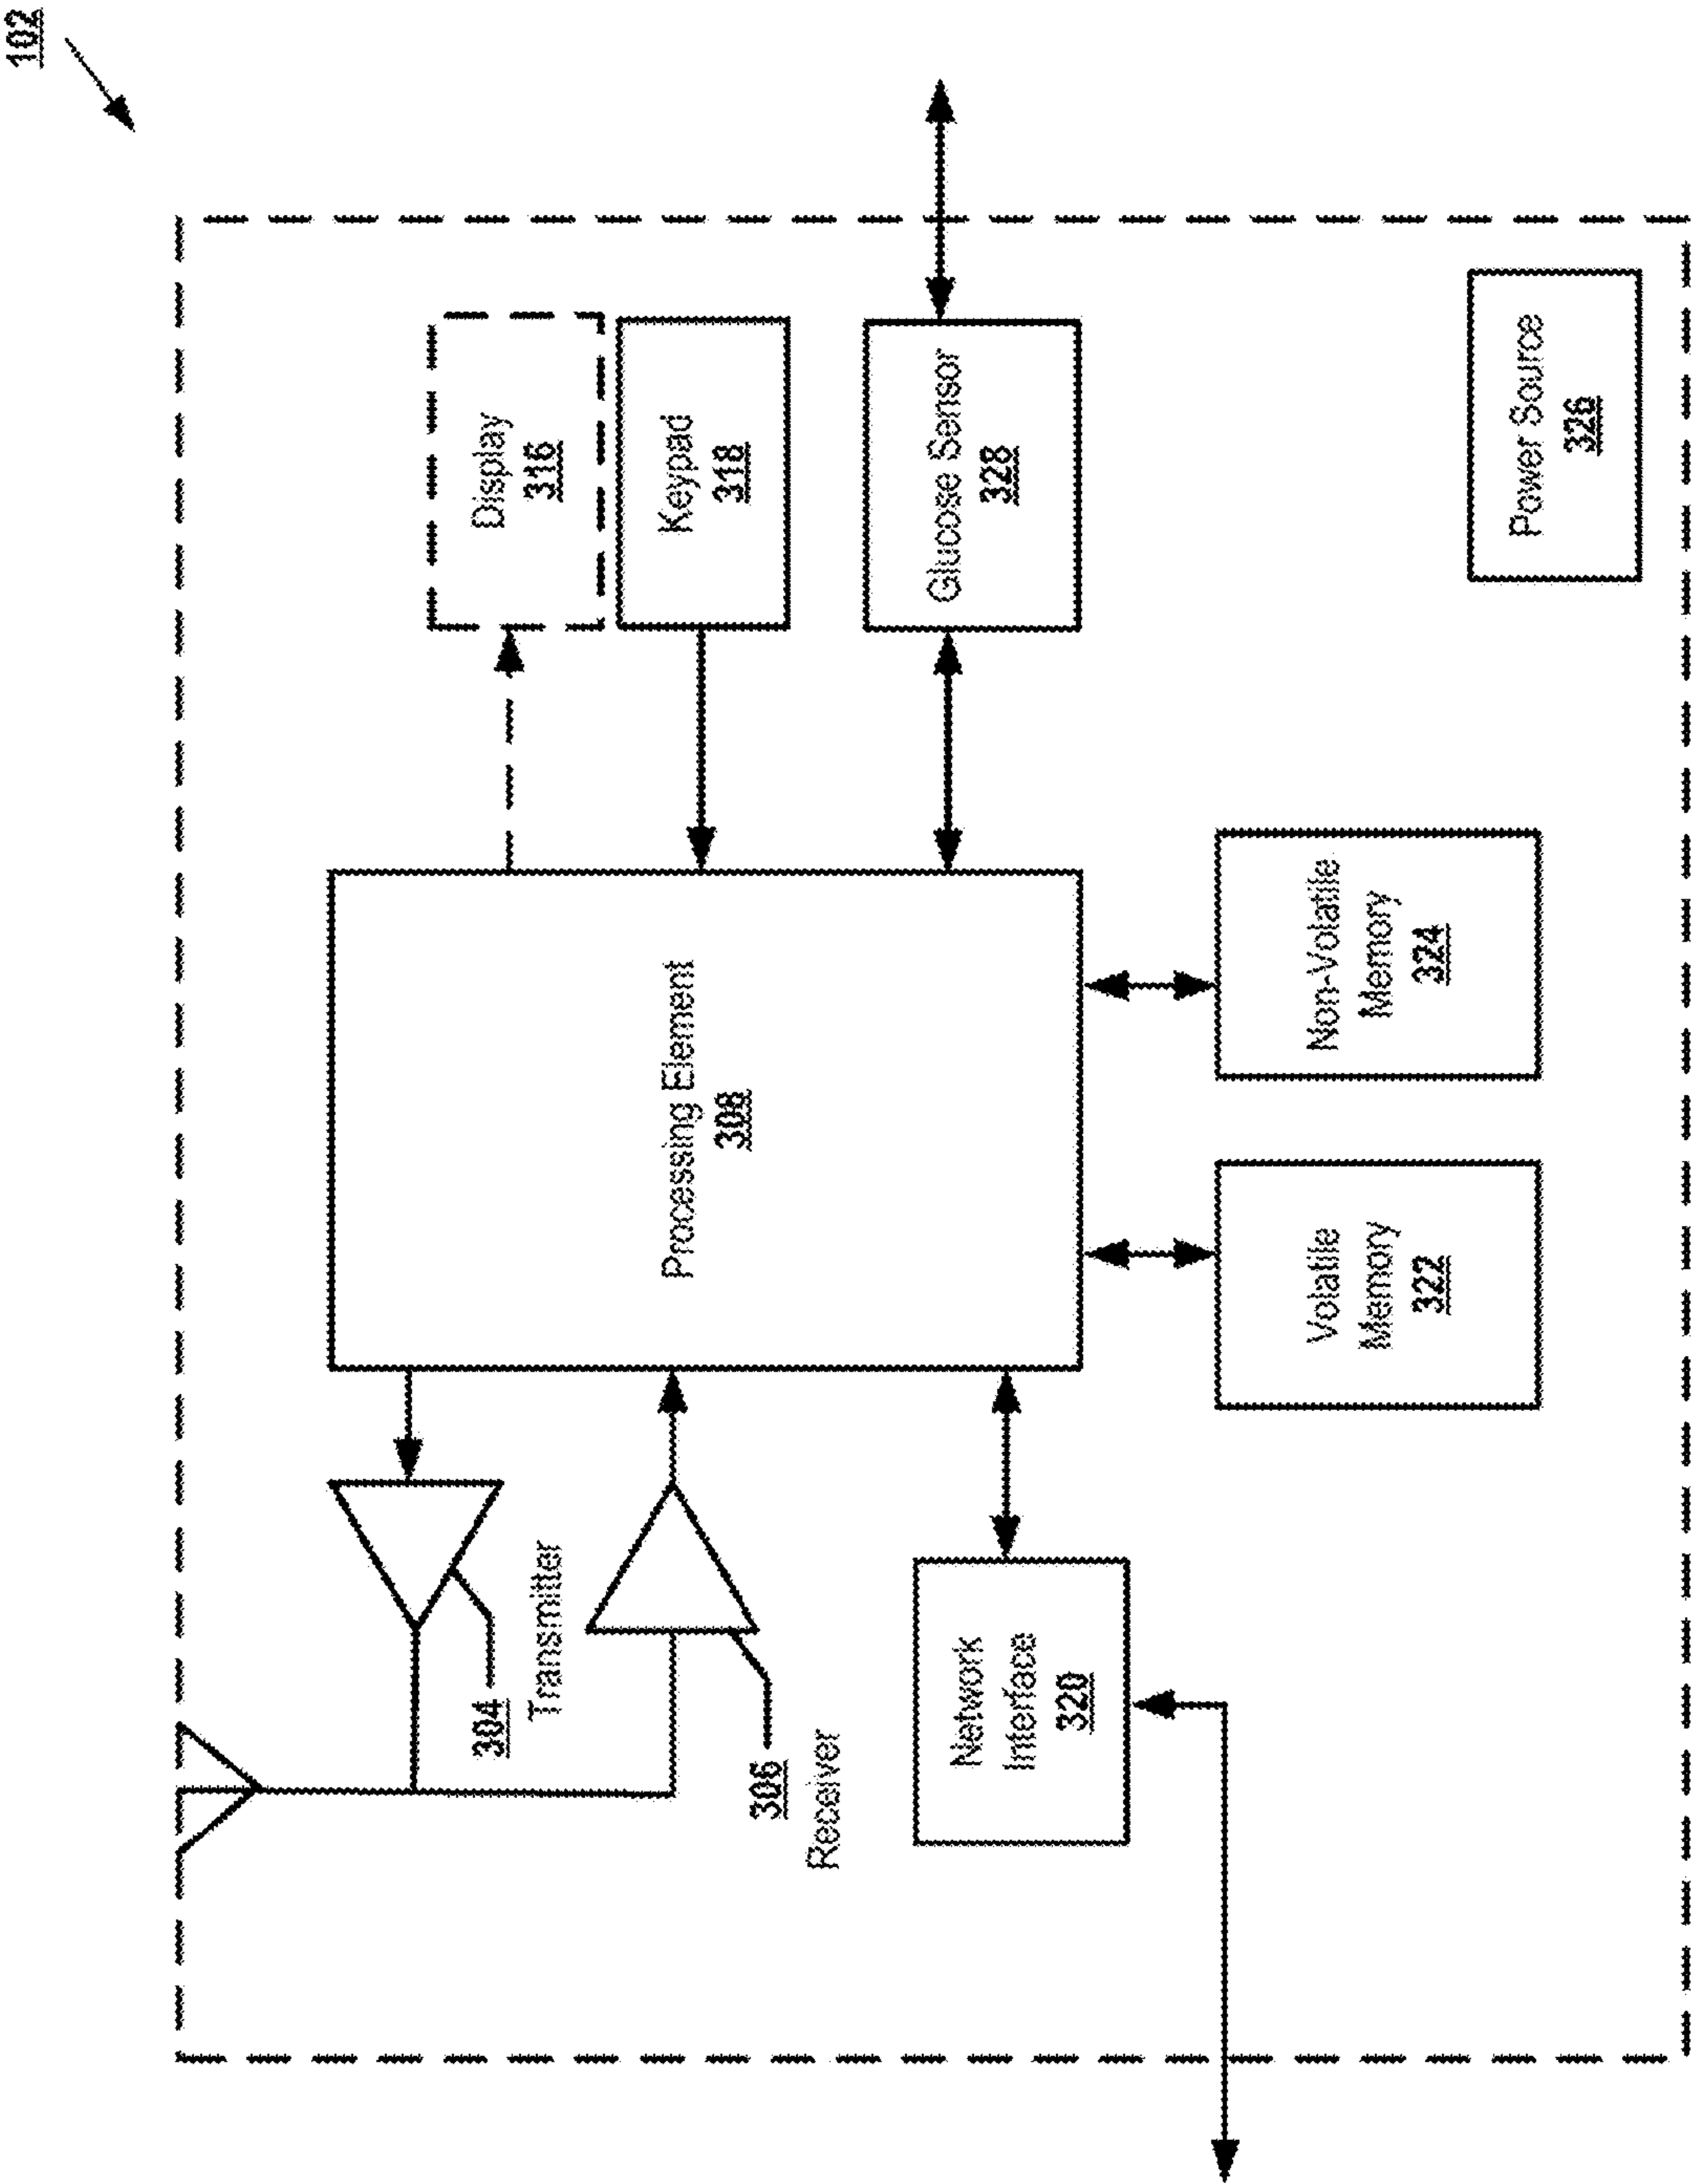 102
304
Transmitter
306
Receiver
Network
Interface
320
Processing Element
308
Volatile
Memory
322
Non-Volatile
Memory
324
Display
316
Keypad
318
Glucose Sensor
328
Power Source
326